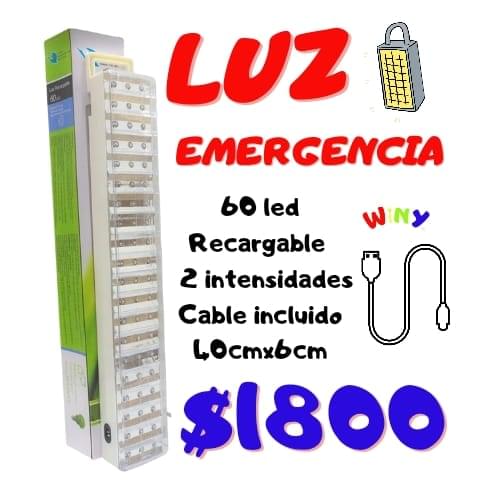 LUZ
EMERGENCIA
60 led
Recargable
2 intensidades
Cable incluido
40cmx6cm
WINY
$1800